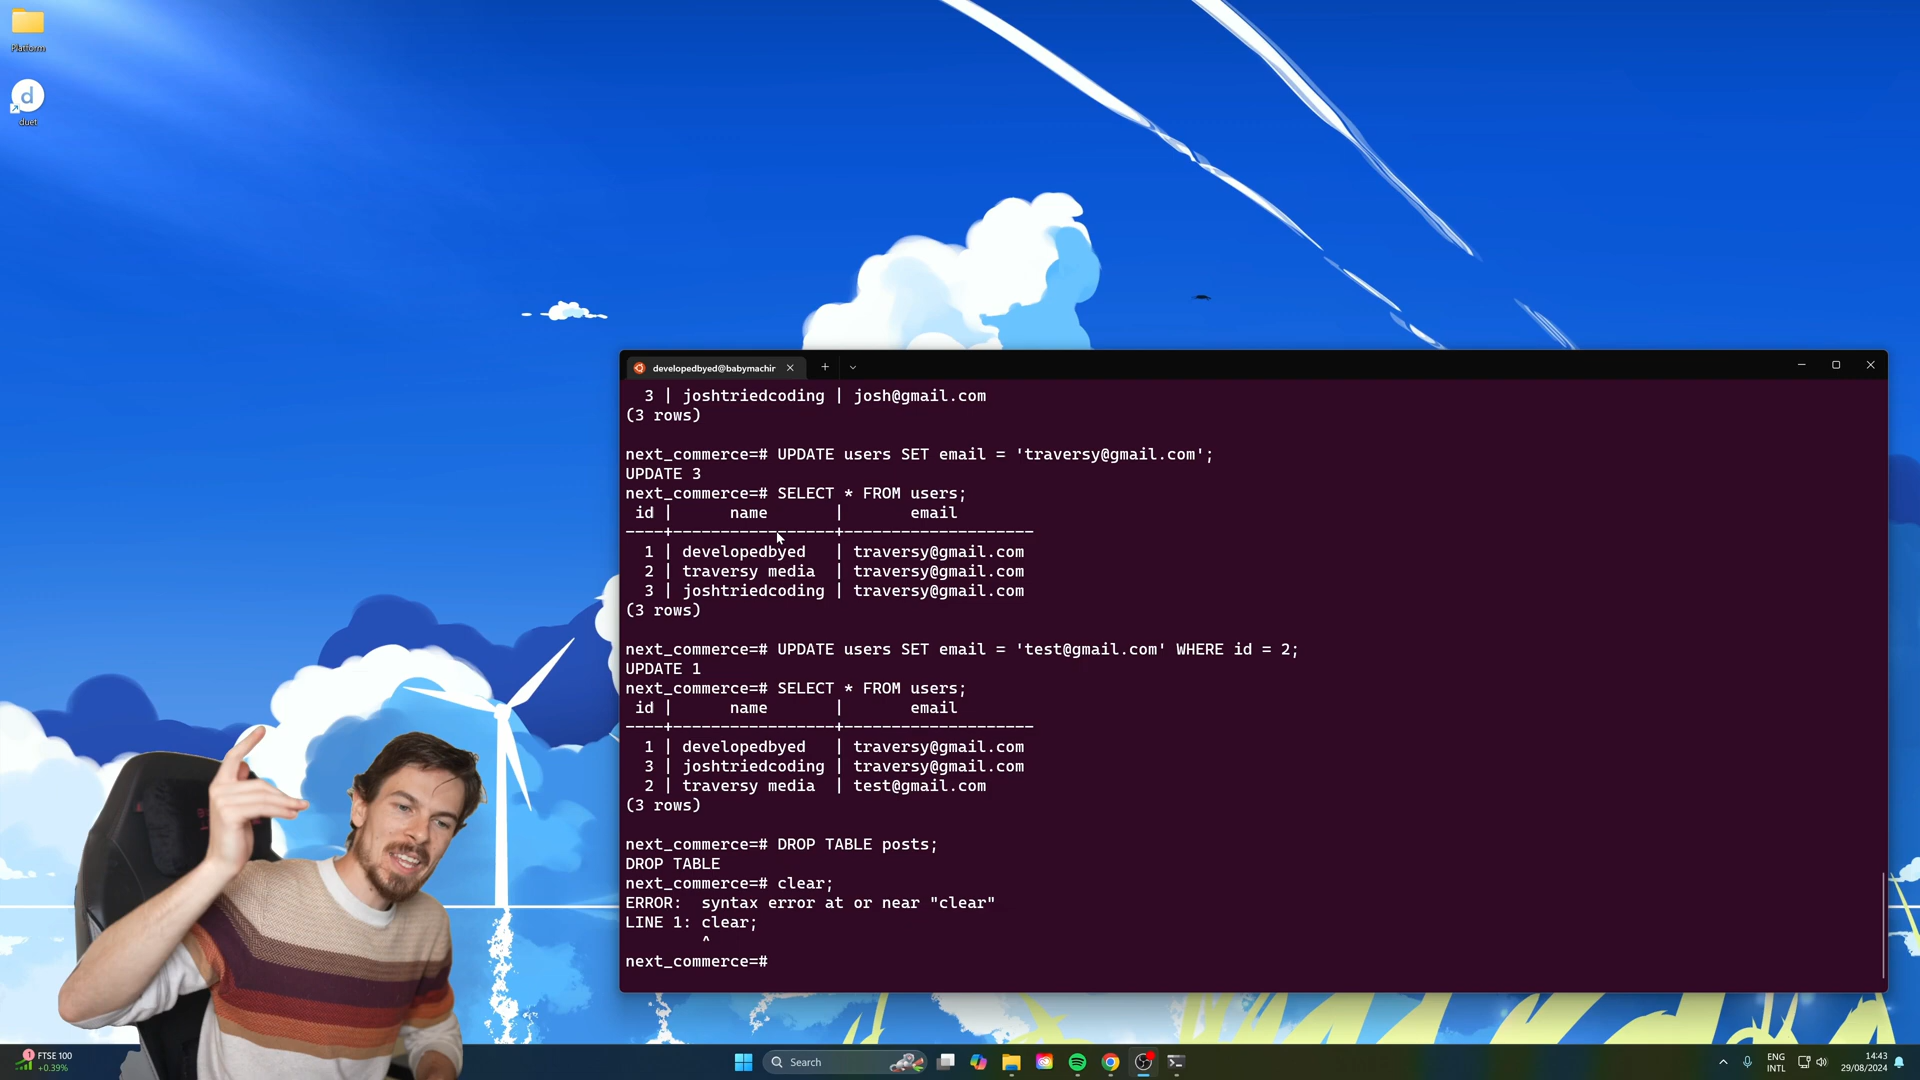 Platform
duet
developedbyed@babymachir
3 | joshtriedcoding | josh@gmail.com
(3 rows)
next_commerce=# UPDATE users SET email = 'traversy@gmail.com';
UPDATE 3
next_commerce=# SELECT * FROM users;
id | name | email
----+-----------------+--------------------
1 | developedbyed | traversy@gmail.com
2 | traversy media | traversy@gmail.com
3 | joshtriedcoding | traversy@gmail.com
(3 rows)
next_commerce=# UPDATE users SET email = 'test@gmail.com' WHERE id = 2;
UPDATE 1
next_commerce=# SELECT * FROM users;
id | name | email
----+-----------------+--------------------
1 | developedbyed | traversy@gmail.com
3 | joshtriedcoding | traversy@gmail.com
2 | traversy media | test@gmail.com
(3 rows)
next_commerce=# DROP TABLE posts;
DROP TABLE
next_commerce=# clear;
ERROR:  syntax error at or near "clear"
LINE 1: clear;
^
next_commerce=#
1
FTSE 100
+0.39%
Search
ENG
INTL
14:43
29/08/2024